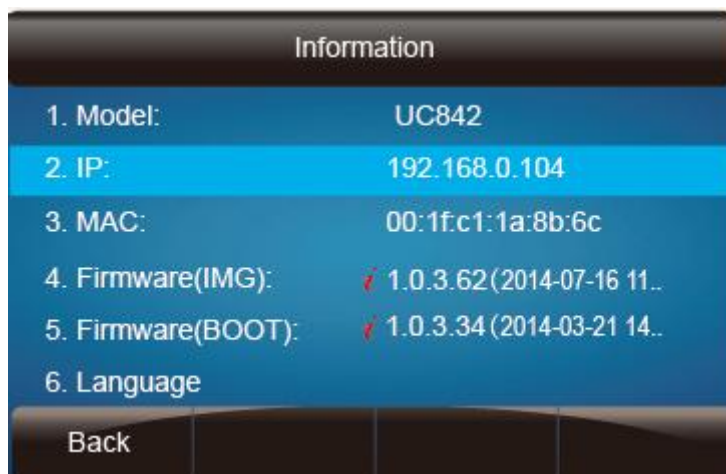 Information
1. Model: UC842
2. IP: 192.168.0.104
3. MAC: 00:1f:c1:1a:8b:6c
4. Firmware(IMG): i 1.0.3.62(2014-07-16 11..
5. Firmware(BOOT): i 1.0.3.34(2014-03-21 14..
6. Language
Back